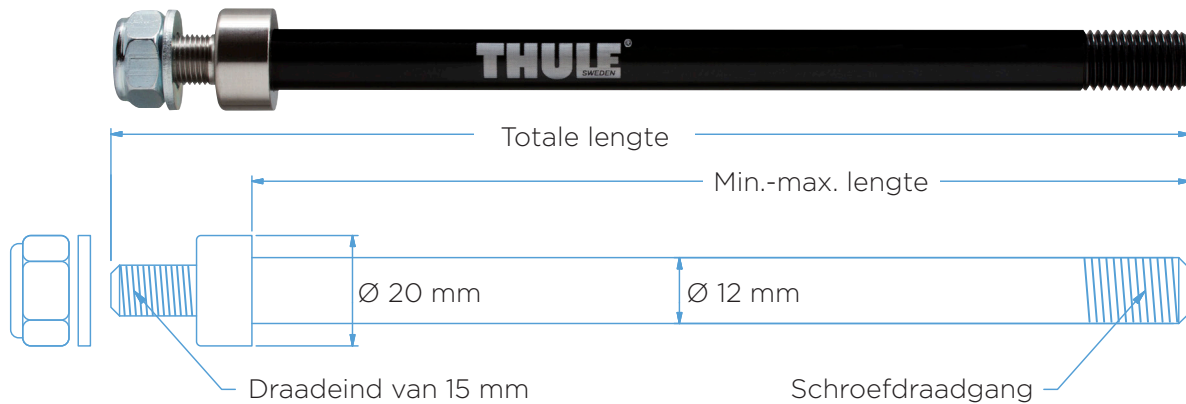 THULE®
SWEDEN
Totale lengte
Min.-max. lengte
Ø 20 mm
Ø 12 mm
Draadeind van 15 mm
Schroefdraadgang